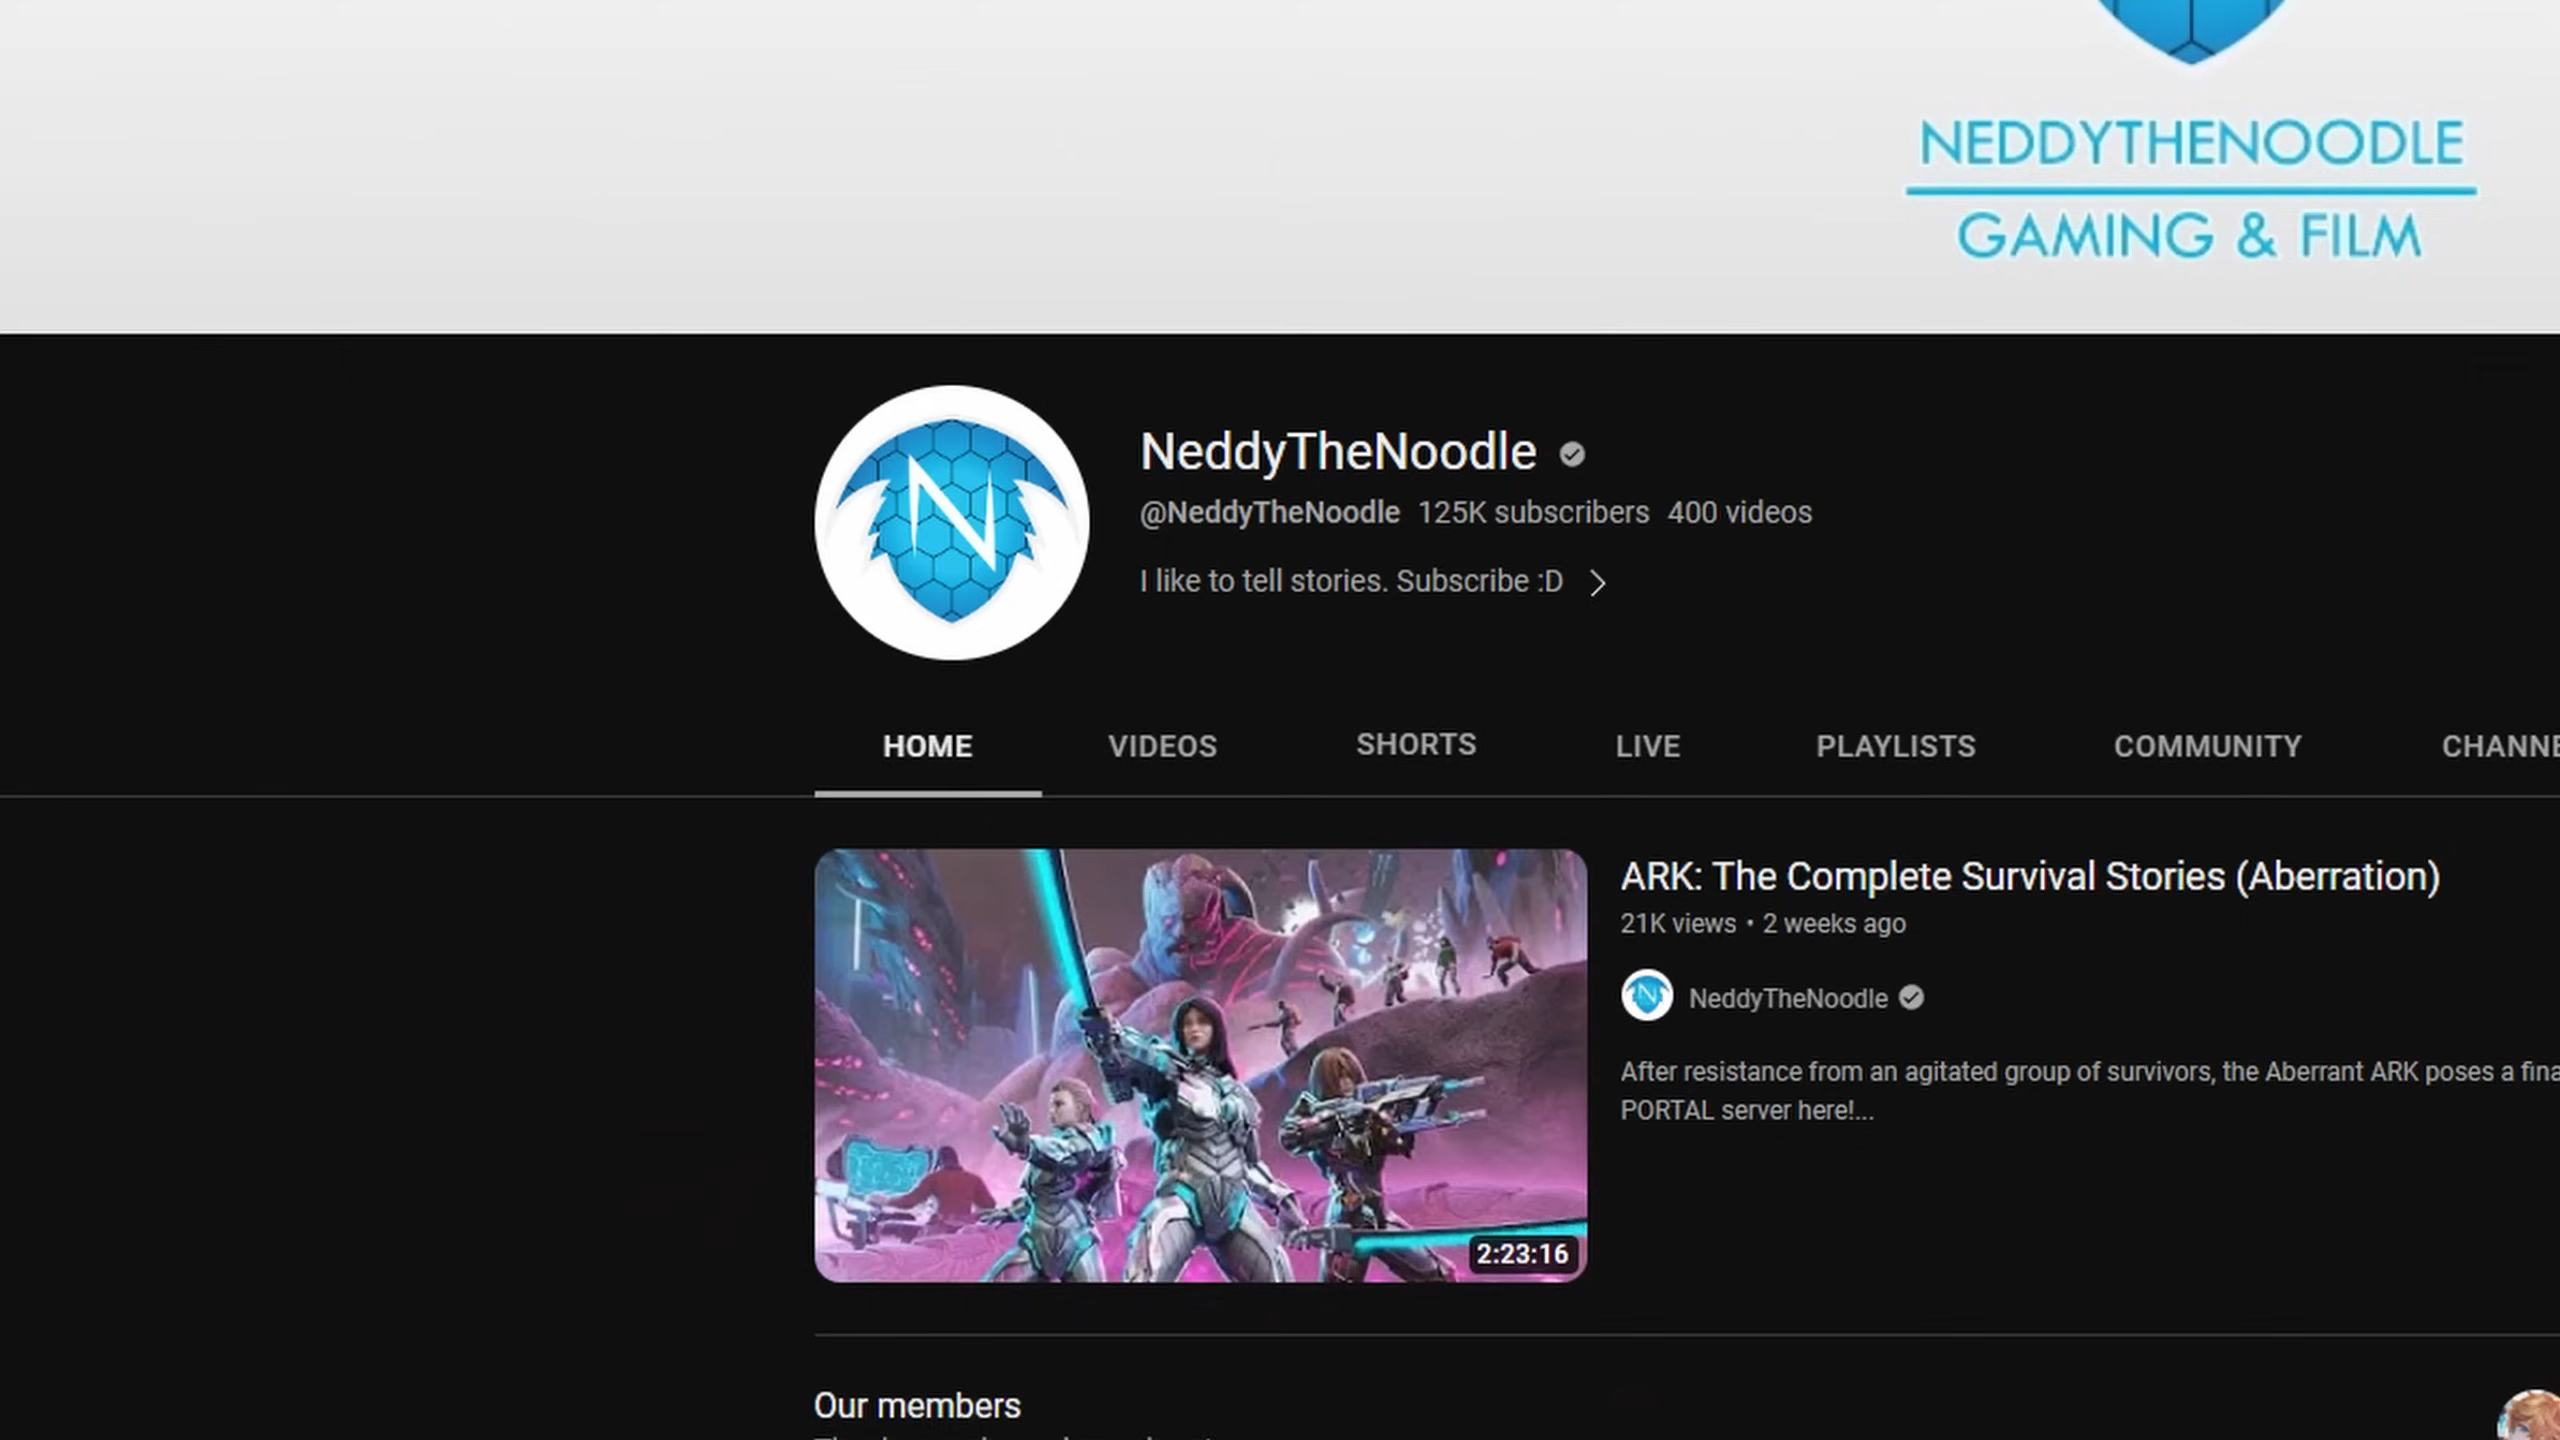 NEDDYTHENOODLE
GAMING & FILM
N
NeddyTheNoodle
@NeddyTheNoodle 125K subscribers 400 videos
I like to tell stories. Subscribe :D
HOME VIDEOS SHORTS LIVE PLAYLISTS COMMUNITY CHANNE
ARK: The Complete Survival Stories (Aberration)
21K views • 2 weeks ago
N NeddyTheNoodle
After resistance from an agitated group of survivors, the Aberrant ARK poses a fina
PORTAL server here!...
2:23:16
Our members